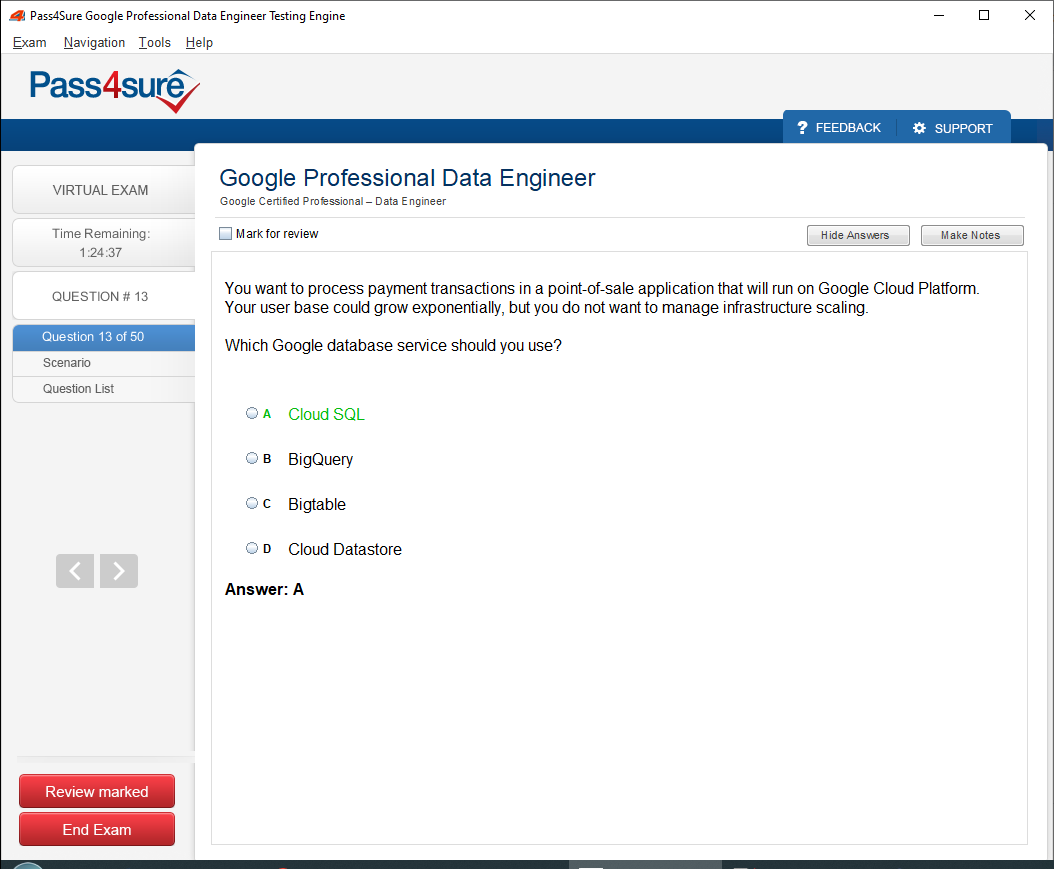 Pass4Sure Google Professional Data Engineer Testing Engine
Exam Navigation Tools Help
Pass4sure
? FEEDBACK SUPPORT
VIRTUAL EXAM
Time Remaining:
1:24:37
QUESTION # 13
Question 13 of 50
Scenario
Question List
Google Professional Data Engineer
Google Certified Professional – Data Engineer
Mark for review
Hide Answers Make Notes
You want to process payment transactions in a point-of-sale application that will run on Google Cloud Platform.
Your user base could grow exponentially, but you do not want to manage infrastructure scaling.
Which Google database service should you use?
A Cloud SQL
B BigQuery
C Bigtable
D Cloud Datastore
Answer: A
Review marked
End Exam